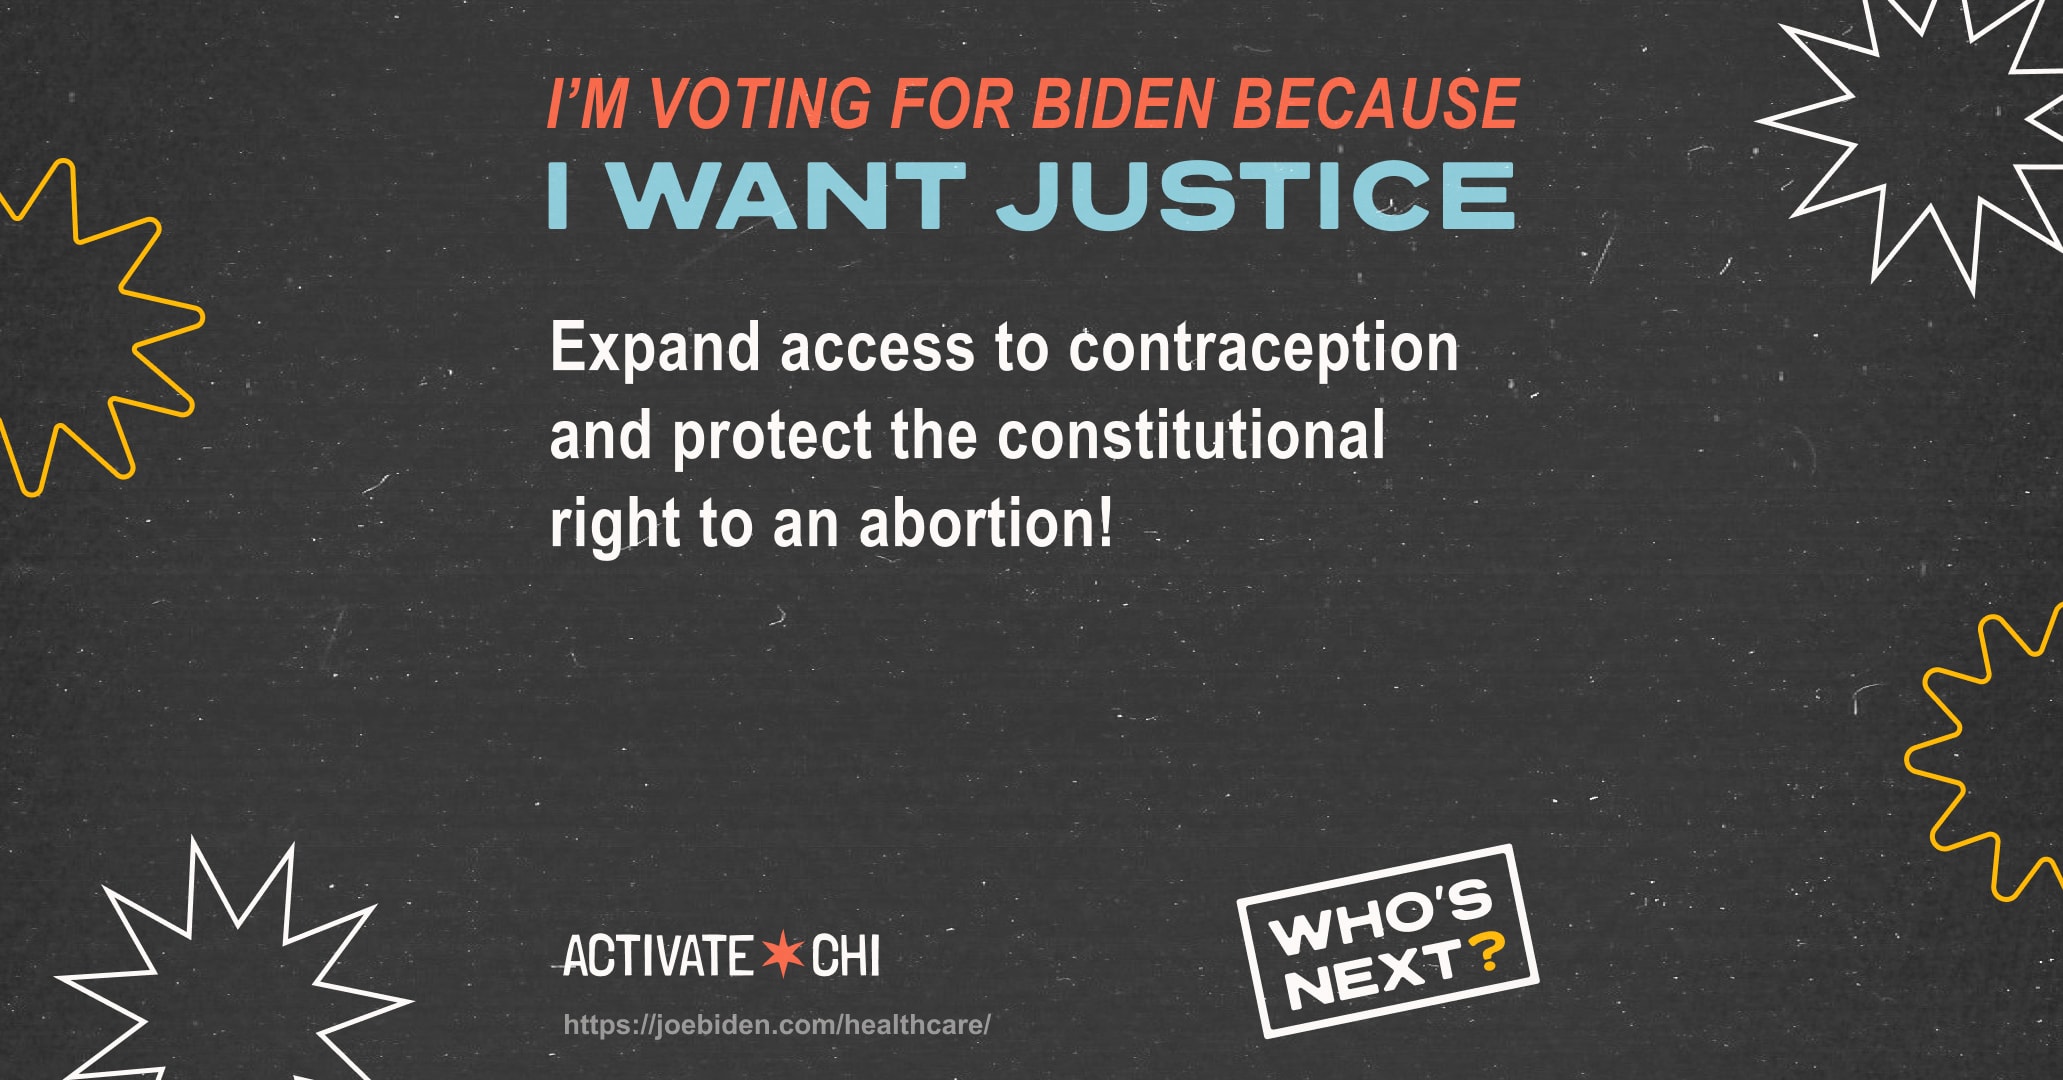 I'M VOTING FOR BIDEN BECAUSE
I WANT JUSTICE
Expand access to contraception
and protect the constitutional
right to an abortion!
ACTIVATE CHI
https://joebiden.com/healthcare/
WHO'S
NEXT?